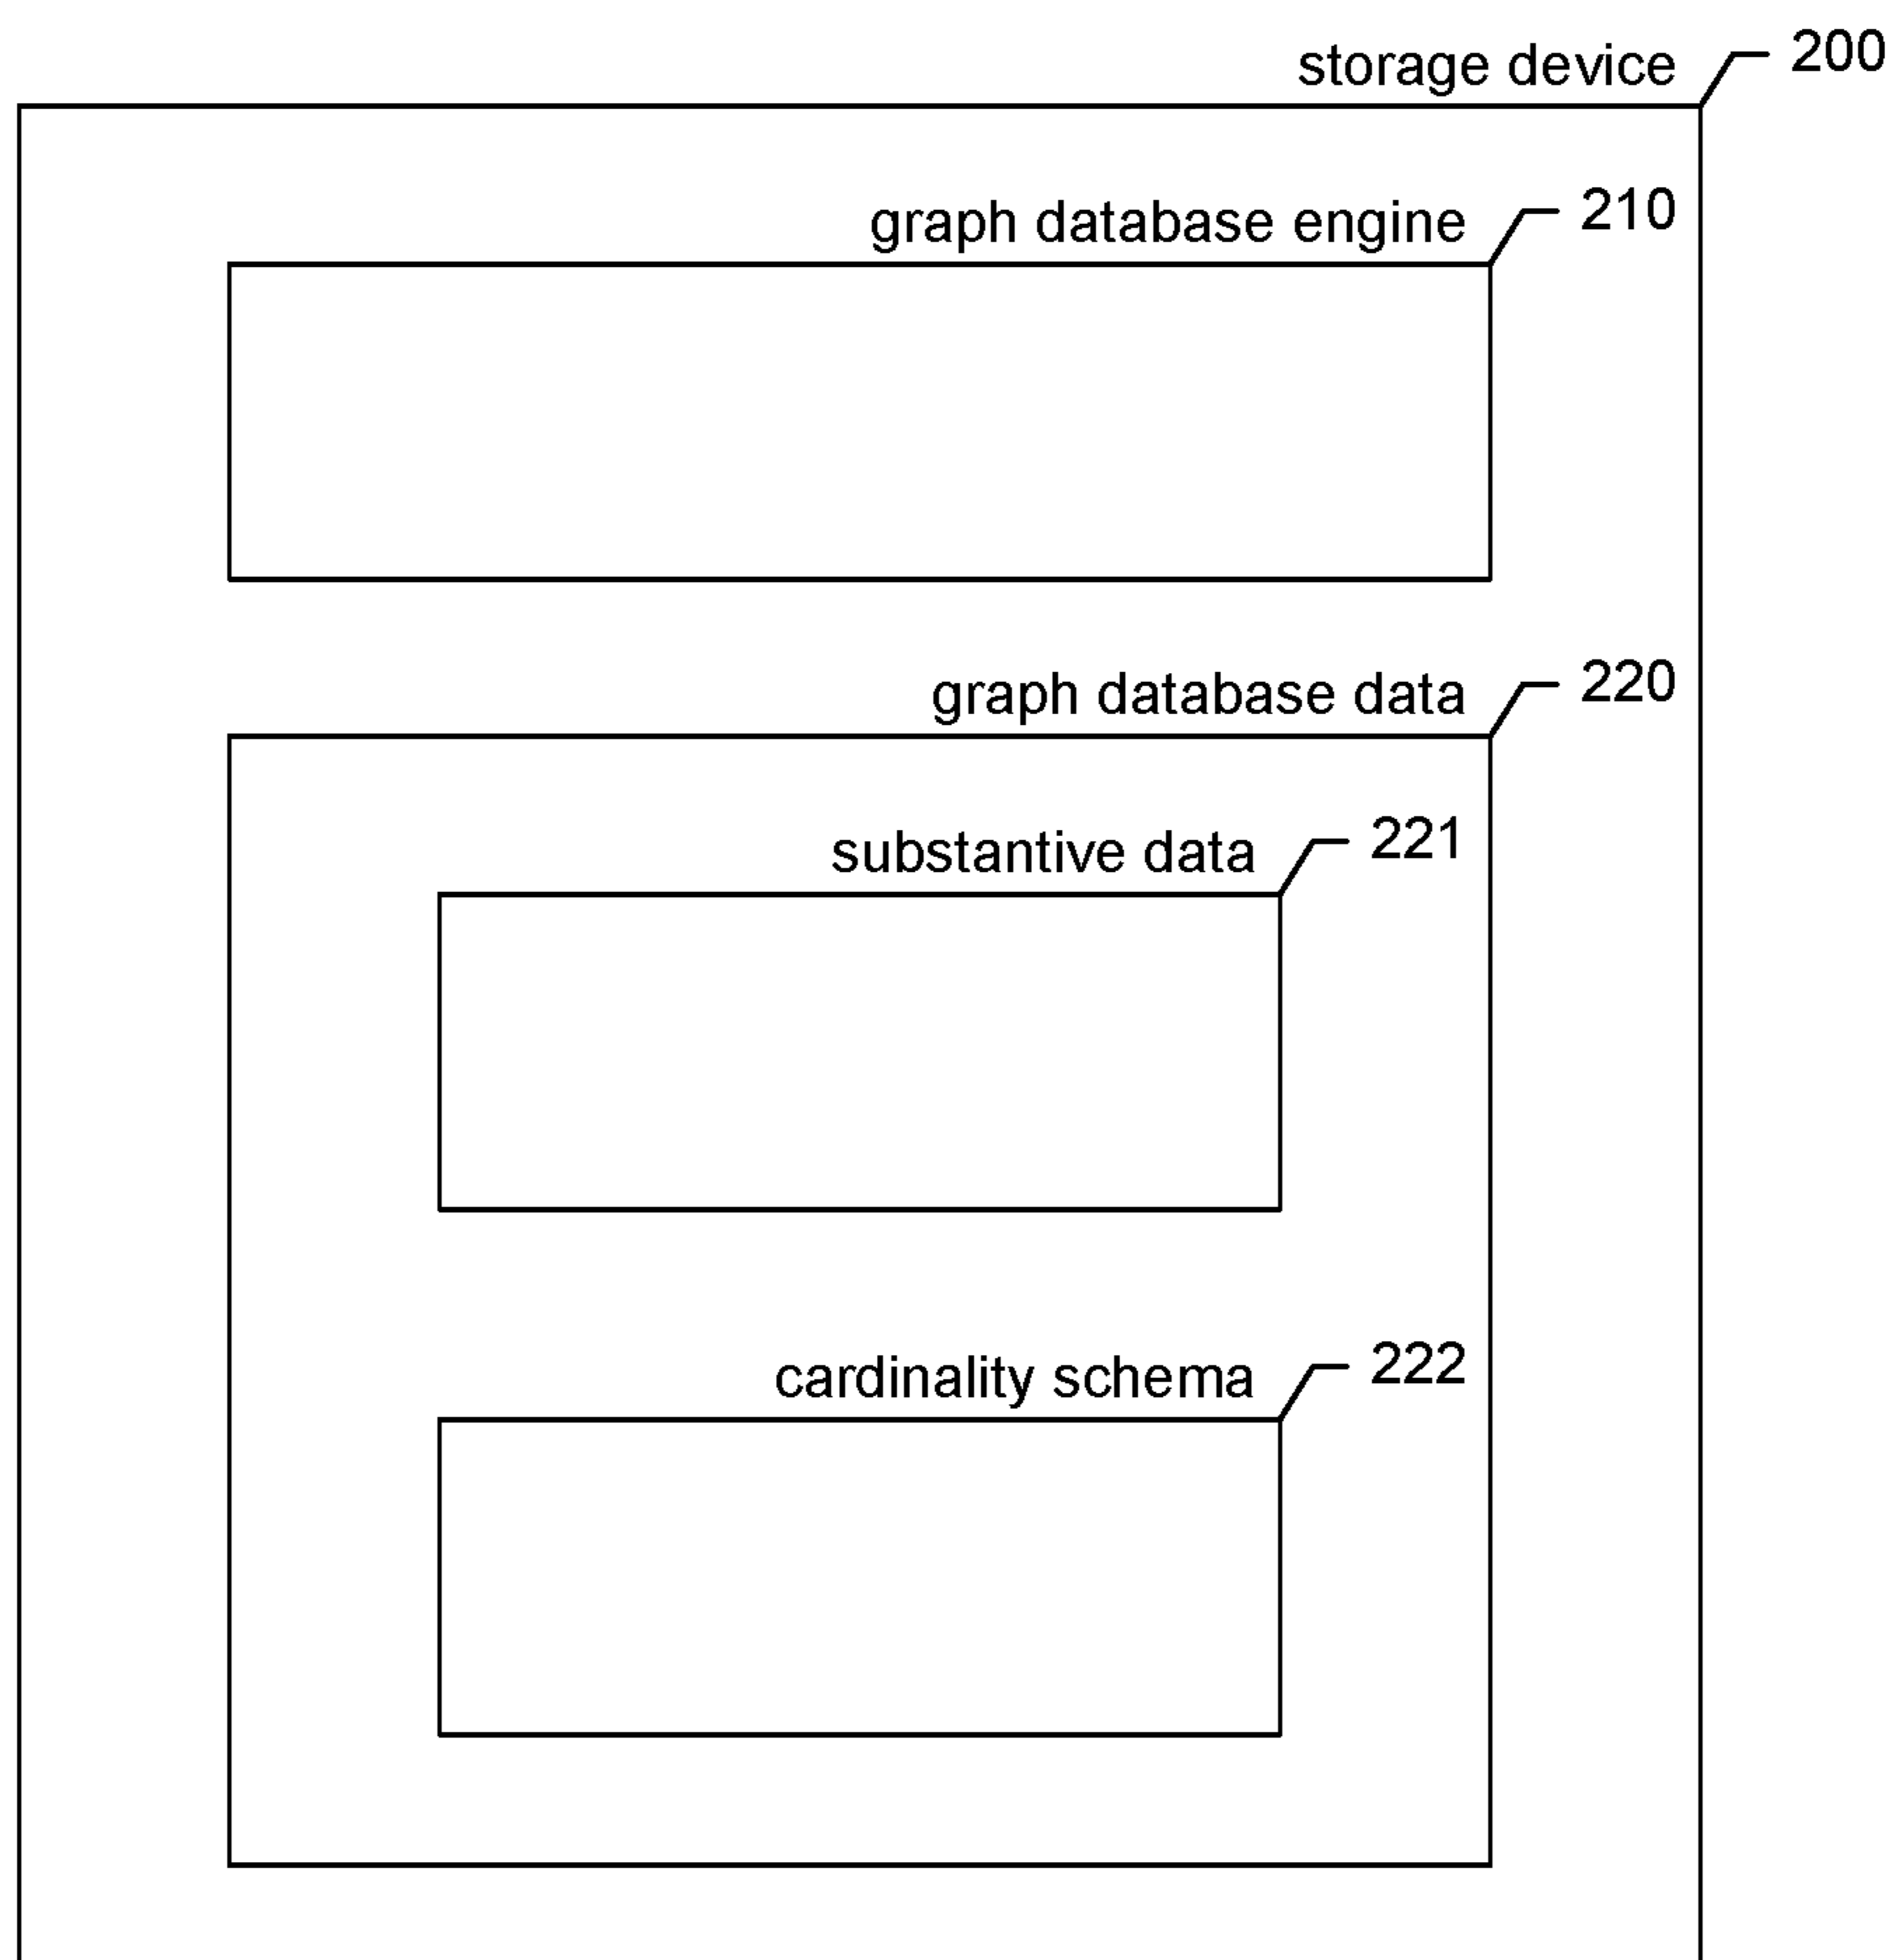 storage device 200
graph database engine 210
graph database data 220
substantive data 221
cardinality schema 222